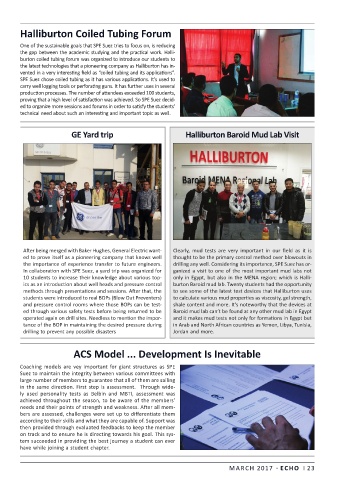 Halliburton Coiled Tubing Forum
One of the sustainable goals that SPE Suez tries to focus on, is reducing
the gap between the academic studying and the practical work. Halli-
burton coiled tubing forum was organized to introduce our students to
the latest technologies that a pioneering company as Halliburton has in-
vented in a very interesting field as "coiled tubing and its applications".
SPE Suez chose coiled tubing as it has various applications. It's used to
carry well logging tools or perforating guns. It has further uses in several
production processes. The number of attendees exceeded 100 students,
proving that a high level of satisfaction was achieved. So SPE Suez decid-
ed to organize more sessions and forums in order to satisfy the students'
technical need about such an interesting and important topic as well.
GE Yard trip
After being merged with Baker Hughes, General Electric want-
ed to prove itself as a pioneering company that knows well
the importance of experience transfer to future engineers.
In collaboration with SPE Suez, a yard trip was organized for
10 students to increase their knowledge about various top-
ics as an introduction about well heads and pressure control
methods through presentations and sessions. After that, the
students were introduced to real BOPs (Blow Out Preventers)
and pressure control rooms where those BOPs can be test-
ed through various safety tests before being returned to be
operated again on drill sites. Needless to mention the impor-
tance of the BOP in maintaining the desired pressure during
drilling to prevent any possible disasters.
Halliburton Baroid Mud Lab Visit
HALLIBURTON
Baroid MENA Regional Lab
Clearly, mud tests are very important in our field as it is
thought to be the primary control method over blowouts in
drilling any well. Considering its importance, SPE Suez has or-
ganized a visit to one of the most important mud labs not
only in Egypt, but also in the MENA region; which is Halli-
burton Baroid mud lab. Twenty students had the opportunity
to see some of the latest test devices that Halliburton uses
to calculate various mud properties as viscosity, gel strength,
shale content and more. It's noteworthy that the devices at
Baroid mud lab can't be found at any other mud lab in Egypt
and it makes mud tests not only for formations in Egypt but
in Arab and North African countries as Yemen, Libya, Tunisia,
Jordan and more.
ACS Model ... Development Is Inevitable
Coaching models are vey important for giant structures as SPE
Suez to maintain the integrity between various committees with
large number of members to guarantee that all of them are sailing
in the same direction. First step is assessment. Through wide-
ly used personality tests as Belbin and MBTI, assessment was
achieved throughout the season, to be aware of the members'
needs and their points of strength and weakness. After all mem-
bers are assessed, challenges were set up to differentiate them
according to their skills and what they are capable of. Support was
then provided through evaluated feedbacks to keep the member
on track and to ensure he is directing towards his goal. This sys-
tem succeeded in providing the best journey a student can ever
have while joining a student chapter.
MARCH 2017 - ECHO | 23